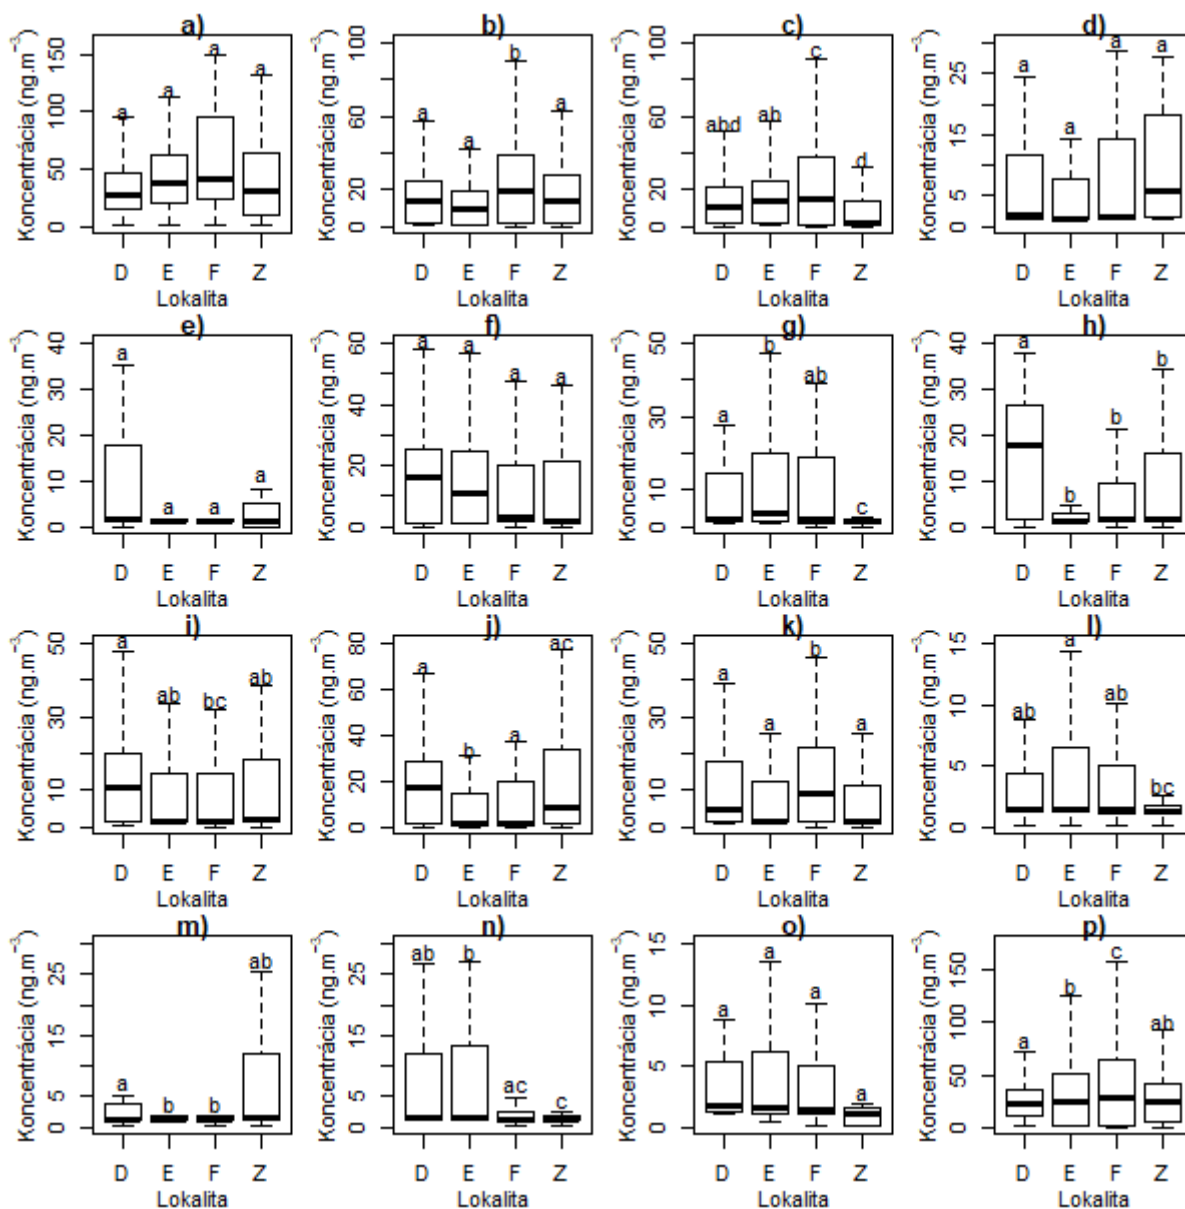 a)
Koncentrácia (ng.m⁻³)
150
100
50
0
a a a a
D E F Z
Lokalita
b)
Koncentrácia (ng.m⁻³)
100
60
20
0
a a b a
D E F Z
Lokalita
c)
Koncentrácia (ng.m⁻³)
100
60
20
0
abd ab c d
D E F Z
Lokalita
d)
Koncentrácia (ng.m⁻³)
25
15
5
0
a a a a
D E F Z
Lokalita
e)
Koncentrácia (ng.m⁻³)
40
30
20
10
0
a a a a
D E F Z
Lokalita
f)
Koncentrácia (ng.m⁻³)
60
40
20
0
a a a a
D E F Z
Lokalita
g)
Koncentrácia (ng.m⁻³)
50
30
10
0
a b ab c
D E F Z
Lokalita
h)
Koncentrácia (ng.m⁻³)
40
30
20
10
0
a b b b
D E F Z
Lokalita
i)
Koncentrácia (ng.m⁻³)
50
30
10
0
a ab bc ab
D E F Z
Lokalita
j)
Koncentrácia (ng.m⁻³)
80
60
40
20
0
a b a ac
D E F Z
Lokalita
k)
Koncentrácia (ng.m⁻³)
50
30
10
0
a a b a
D E F Z
Lokalita
l)
Koncentrácia (ng.m⁻³)
15
10
5
0
ab a ab bc
D E F Z
Lokalita
m)
Koncentrácia (ng.m⁻³)
25
15
5
0
a b b ab
D E F Z
Lokalita
n)
Koncentrácia (ng.m⁻³)
25
15
5
0
ab b ac c
D E F Z
Lokalita
o)
Koncentrácia (ng.m⁻³)
15
10
5
0
a a a a
D E F Z
Lokalita
p)
Koncentrácia (ng.m⁻³)
150
100
50
0
a b c ab
D E F Z
Lokalita